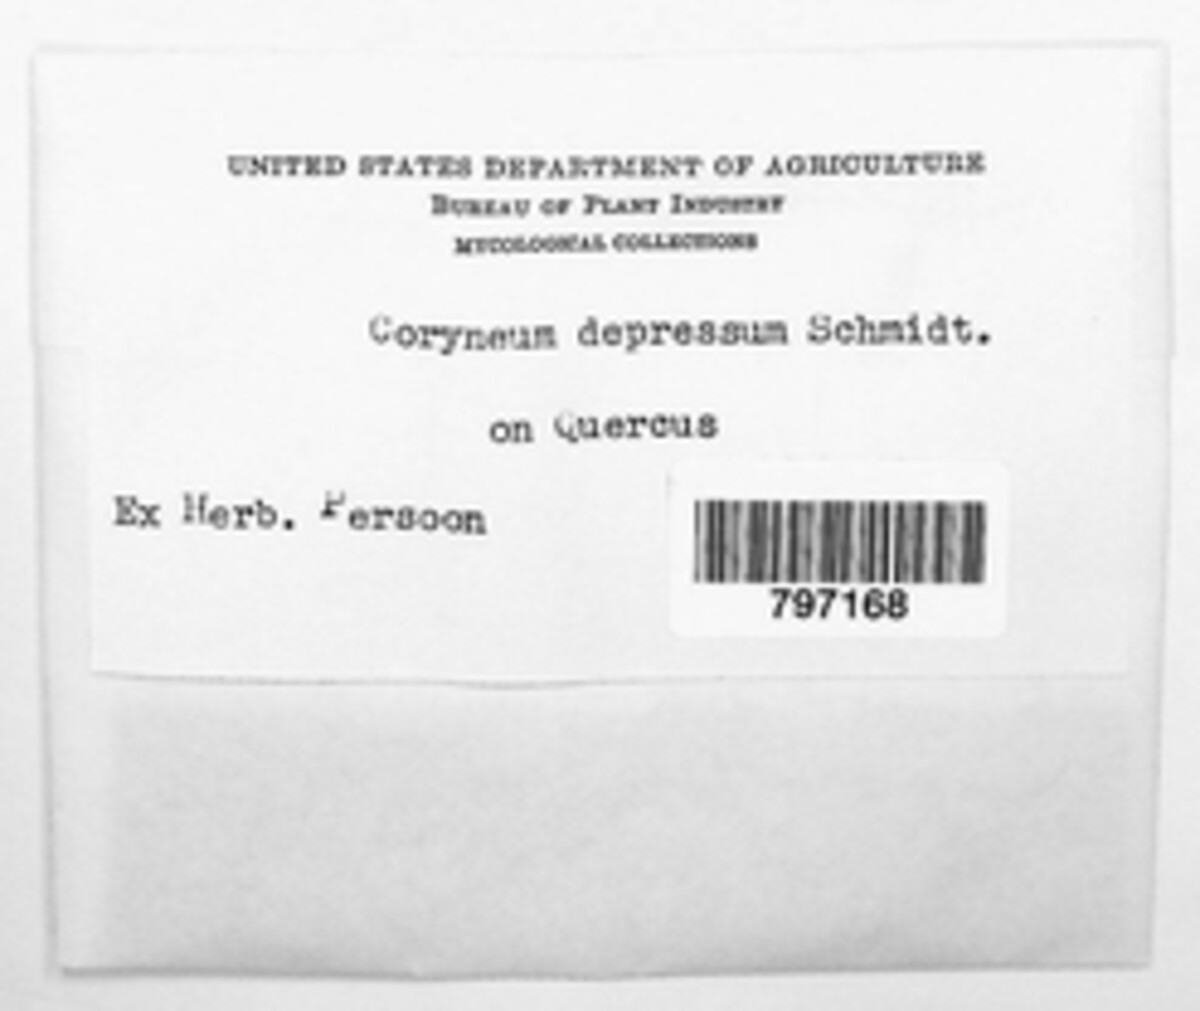 UNITED STATES DEPARTMENT OF AGRICULTURE
BUREAU OF PLANT INDUSTRY
MYCOLOGICAL COLLECTIONS
Coryneum depressum Schmidt.
on Quercus
Ex Herb. Persoon
797168